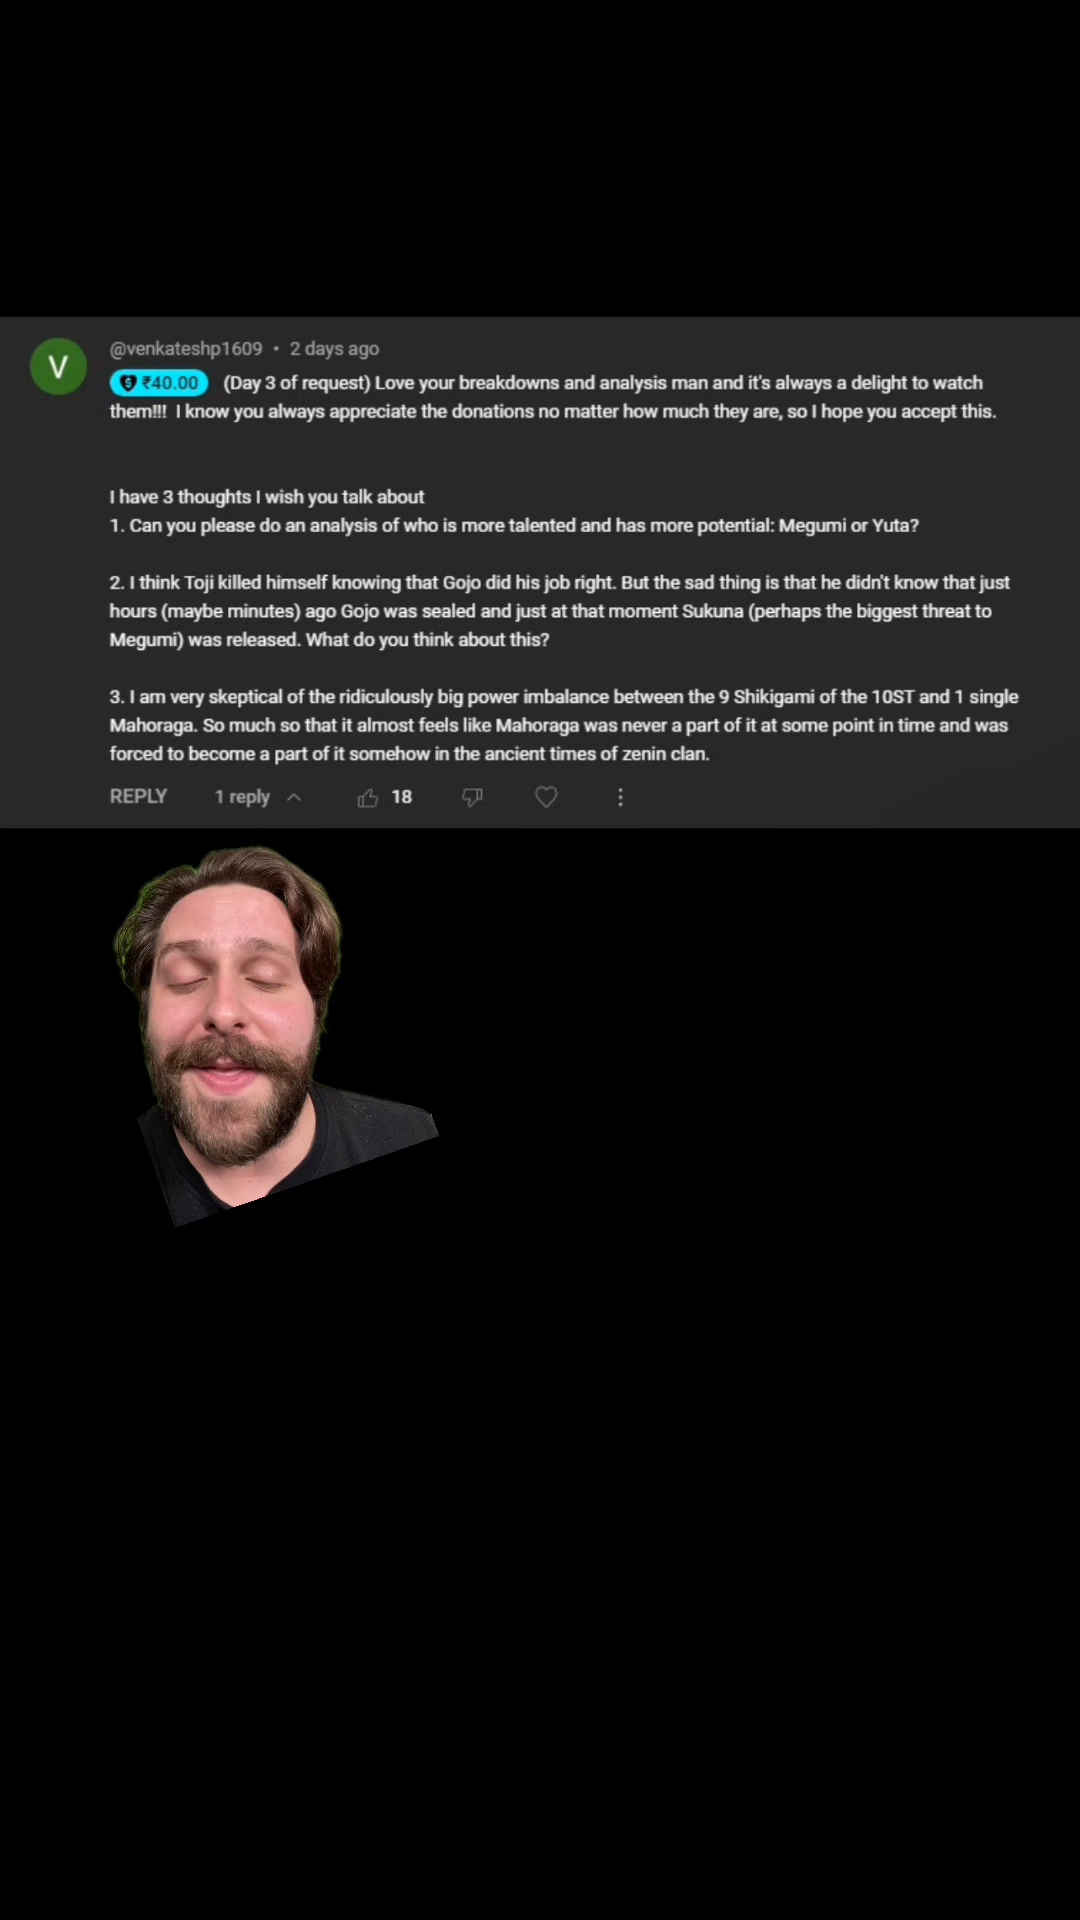 V
@venkateshp1609 • 2 days ago
₹40.00 (Day 3 of request) Love your breakdowns and analysis man and it's always a delight to watch
them!!! I know you always appreciate the donations no matter how much they are, so I hope you accept this.
I have 3 thoughts I wish you talk about
1. Can you please do an analysis of who is more talented and has more potential: Megumi or Yuta?
2. I think Toji killed himself knowing that Gojo did his job right. But the sad thing is that he didn't know that just
hours (maybe minutes) ago Gojo was sealed and just at that moment Sukuna (perhaps the biggest threat to
Megumi) was released. What do you think about this?
3. I am very skeptical of the ridiculously big power imbalance between the 9 Shikigami of the 10ST and 1 single
Mahoraga. So much so that it almost feels like Mahoraga was never a part of it at some point in time and was
forced to become a part of it somehow in the ancient times of zenin clan.
REPLY 1 reply 18